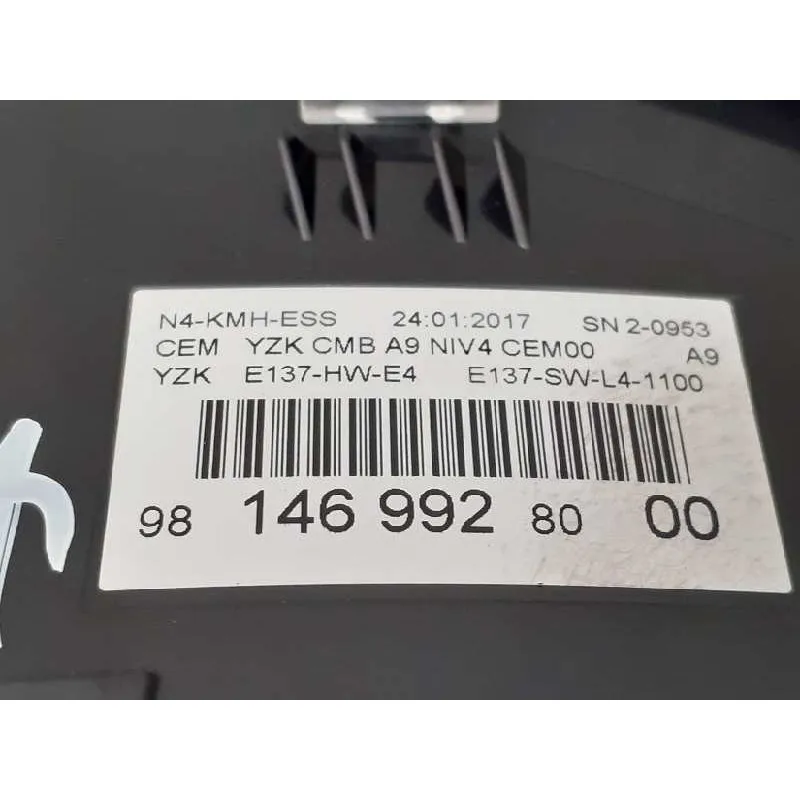 N4-KMH-ESS 24:01:2017 SN 2-0953
CEM YZK CMB A9 NIV4 CEM00 A9
YZK E137-HW-E4 E137-SW-L4-1100
98 146 992 80 00